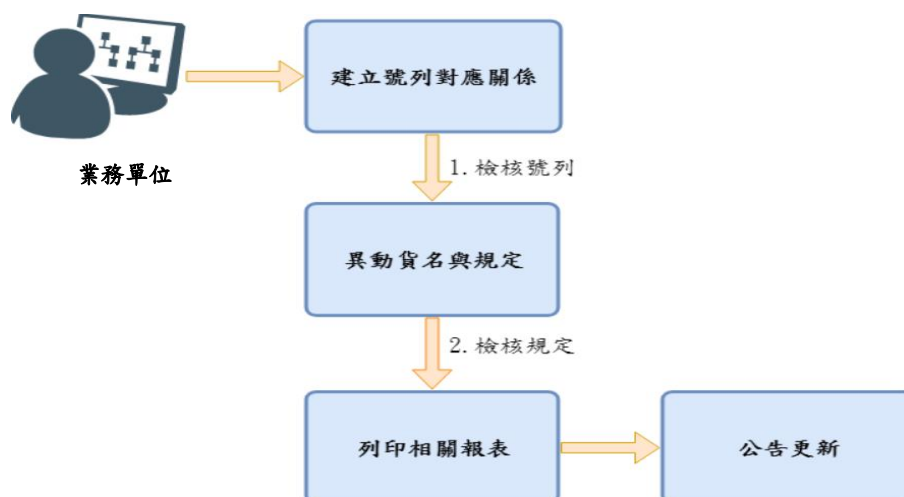 建立號列對應關係
業務單位
1.檢核號列
異動貨名與規定
2.檢核規定
列印相關報表
公告更新